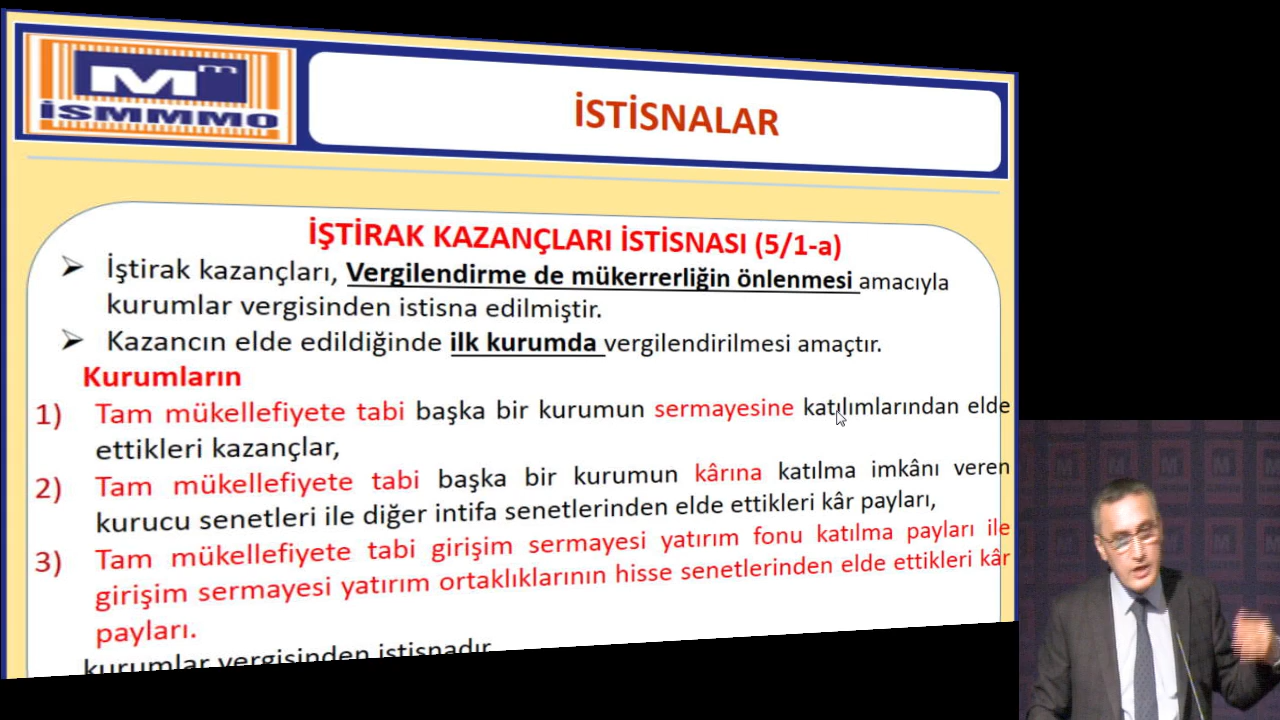 Mm
İSMMMO
İSTİSNALAR
İŞTİRAK KAZANÇLARI İSTİSNASI (5/1-a)
İştirak kazançları, Vergilendirme de mükerrerliğin önlenmesi amacıyla
kurumlar vergisinden istisna edilmiştir.
Kazancın elde edildiğinde ilk kurumda vergilendirilmesi amaçtır.
Kurumların
1) Tam mükellefiyete tabi başka bir kurumun sermayesine katılımlarından elde
ettikleri kazançlar,
2) Tam mükellefiyete tabi başka bir kurumun kârına katılma imkânı veren
kurucu senetleri ile diğer intifa senetlerinden elde ettikleri kâr payları,
3) Tam mükellefiyete tabi girişim sermayesi yatırım fonu katılma payları ile
girişim sermayesi yatırım ortaklıklarının hisse senetlerinden elde ettikleri kâr
payları.
kurumlar vergisinden istisnadır